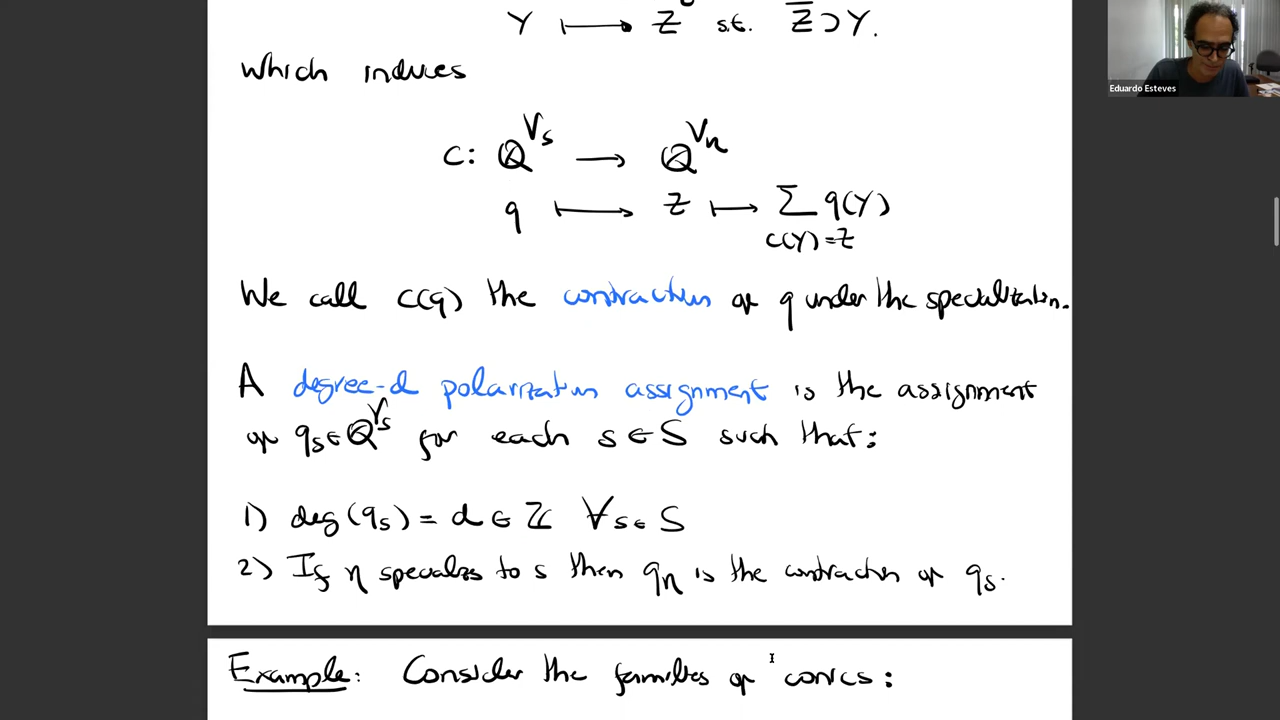 Y ⟼ Z s.t. Z̅ ⊃ Y.
Eduardo Esteves
which induces
C: ℚ^{V_s} → ℚ^{V_η}
q ⟼ Z ⟼ Σ q(Y)
C(Y)=Z
We call C(q) the contraction of q under the specialization.
A degree-d polarization assignment is the assignment
of q_s ∈ ℚ^{V_s} for each s ∈ S such that:
1) deg(q_s) = d ∈ ℤ ∀ s ∈ S
2) If η specializes to s then q_η is the contraction of q_s.
Example: Consider the families of conics: